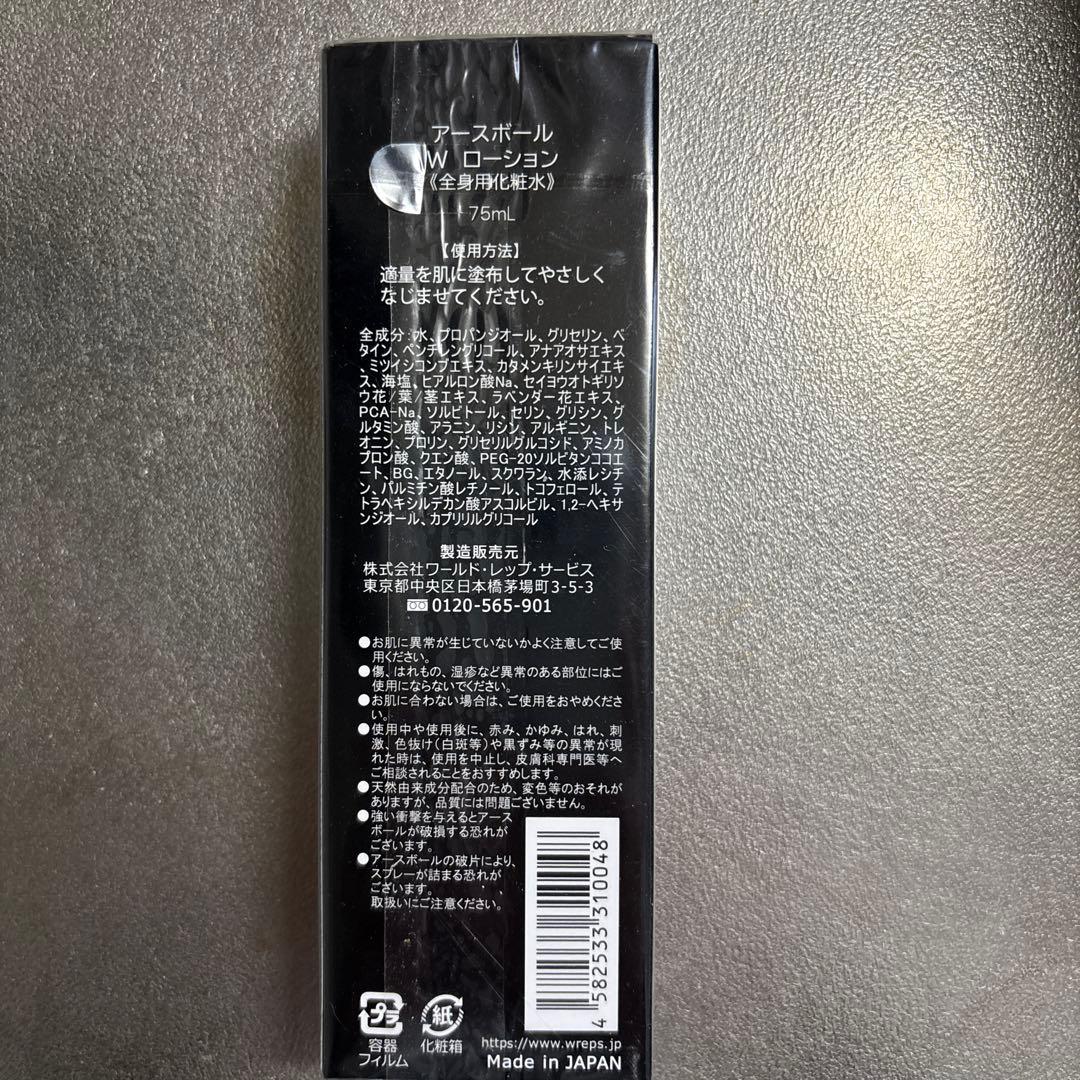 アースボール
W ローション
《全身用化粧水》
75mL
【使用方法】
適量を肌に塗布してやさしく
なじませてください。
全成分:水、プロパンジオール、グリセリン、ベ
タイン、ペンチレングリコール、アナアオサエキス
、ミツイシコンブエキス、カタメンキリンサイエキ
ス、海塩、ヒアルロン酸Na、セイヨウオトギリソ
ウ花/葉/茎エキス、ラベンダー花エキス、
PCA-Na、ソルビトール、セリン、グリシン、グ
ルタミン酸、アラニン、リシン、アルギニン、トレ
オニン、プロリン、グリセリルグルコシド、アミノカ
プロン酸、クエン酸、PEG-20ソルビタンココエ
ート、BG、エタノール、スクワラン、水添レシチ
ン、パルミチン酸レチノール、トコフェロール、テ
トラヘキシルデカン酸アスコルビル、1,2-ヘキサ
ンジオール、カプリリルグリコール
製造販売元
株式会社ワールド・レップ・サービス
東京都中央区日本橋茅場町3-5-3
0120-565-901
●お肌に異常が生じていないかよく注意してご使
用ください。
●傷、はれもの、湿疹など異常のある部位にはご
使用にならないでください。
●お肌に合わない場合は、ご使用をおやめくださ
い。
●使用中や使用後に、赤み、かゆみ、はれ、刺
激、色抜け(白斑等)や黒ずみ等の異常が現
れた時は、使用を中止し、皮膚科専門医等へ
ご相談されることをおすすめします。
●天然由来成分配合のため、変色等のおそれが
ありますが、品質には問題ございません。
●強い衝撃を与えるとアース
ボールが破損する恐れが
ございます。
●アースボールの破片により、
スプレーが詰まる恐れが
ございます。
取扱いにご注意ください。
4 582533 310048
プラ
容器
フィルム
紙
化粧箱
https://www.wreps.jp
Made in JAPAN